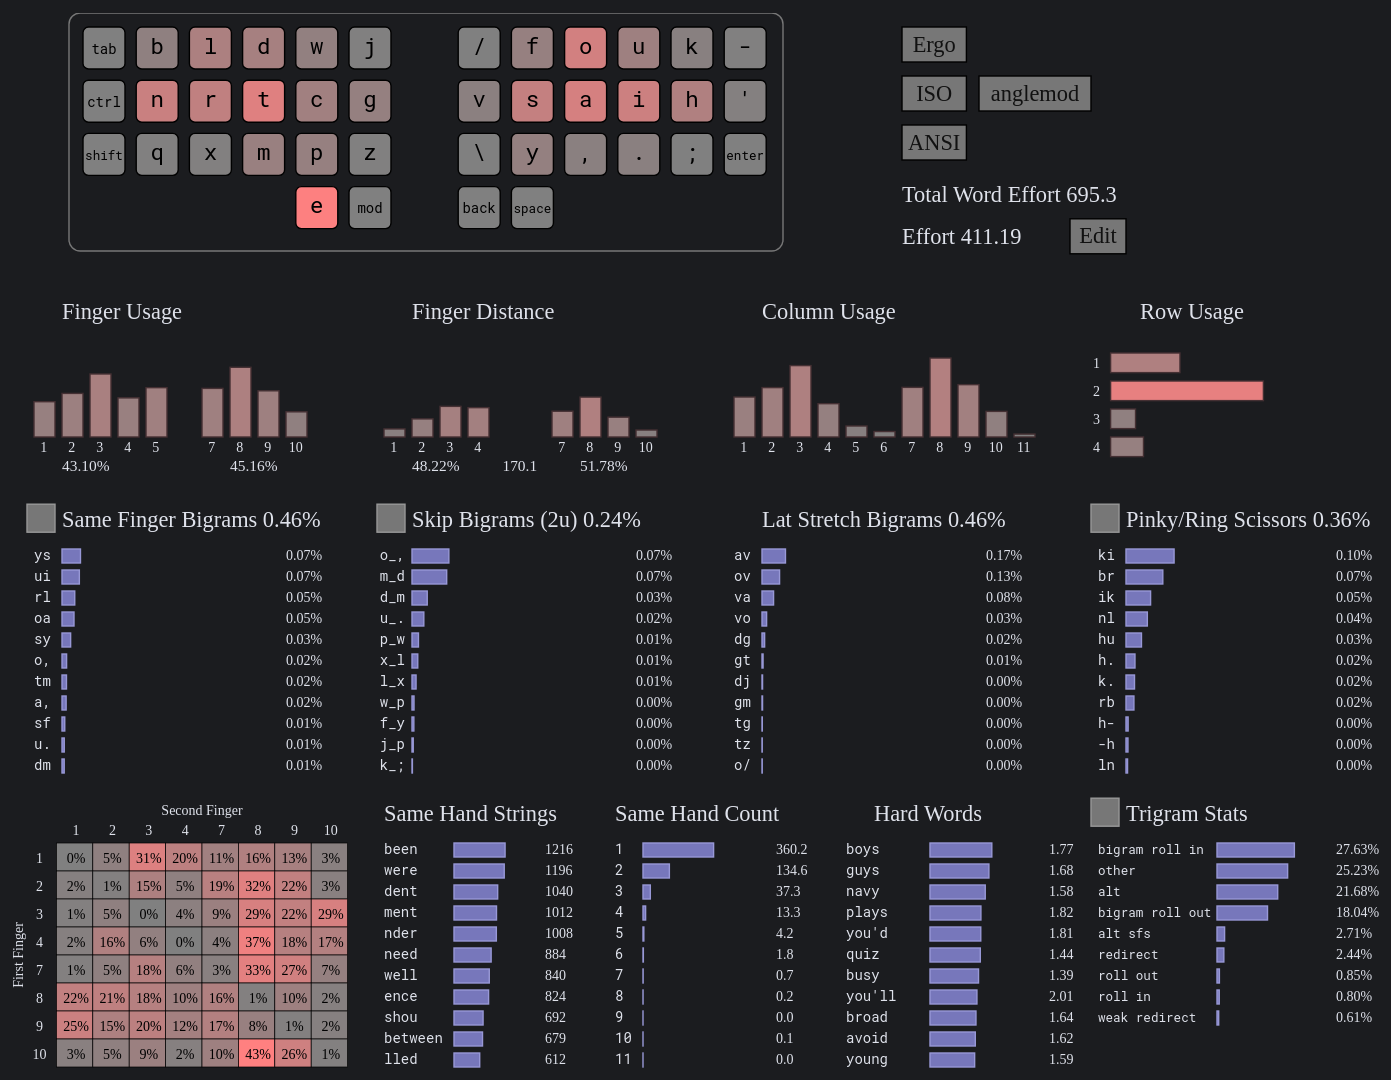 tab b l d w j / f o u k -
ctrl n r t c g v s a i h '
shift q x m p z \ y , . ; enter
e mod back space
Ergo
ISO anglemod
ANSI
Total Word Effort 695.3
Effort 411.19 Edit
Finger Usage
1 2 3 4 5 7 8 9 10
43.10% 45.16%
Finger Distance
1 2 3 4 7 8 9 10
48.22% 170.1 51.78%
Column Usage
1 2 3 4 5 6 7 8 9 10 11
Row Usage
1
2
3
4
Same Finger Bigrams 0.46%
ys 0.07%
ui 0.07%
rl 0.05%
oa 0.05%
sy 0.03%
o, 0.02%
tm 0.02%
a, 0.02%
sf 0.01%
u. 0.01%
dm 0.01%
Skip Bigrams (2u) 0.24%
o_, 0.07%
m_d 0.07%
d_m 0.03%
u_. 0.02%
p_w 0.01%
x_l 0.01%
l_x 0.01%
w_p 0.00%
f_y 0.00%
j_p 0.00%
k_; 0.00%
Lat Stretch Bigrams 0.46%
av 0.17%
ov 0.13%
va 0.08%
vo 0.03%
dg 0.02%
gt 0.01%
dj 0.00%
gm 0.00%
tg 0.00%
tz 0.00%
o/ 0.00%
Pinky/Ring Scissors 0.36%
ki 0.10%
br 0.07%
ik 0.05%
nl 0.04%
hu 0.03%
h. 0.02%
k. 0.02%
rb 0.02%
h- 0.00%
-h 0.00%
ln 0.00%
Second Finger
1 2 3 4 7 8 9 10
First Finger
1 0% 5% 31% 20% 11% 16% 13% 3%
2 2% 1% 15% 5% 19% 32% 22% 3%
3 1% 5% 0% 4% 9% 29% 22% 29%
4 2% 16% 6% 0% 4% 37% 18% 17%
7 1% 5% 18% 6% 3% 33% 27% 7%
8 22% 21% 18% 10% 16% 1% 10% 2%
9 25% 15% 20% 12% 17% 8% 1% 2%
10 3% 5% 9% 2% 10% 43% 26% 1%
Same Hand Strings
been 1216
were 1196
dent 1040
ment 1012
nder 1008
need 884
well 840
ence 824
shou 692
between 679
lled 612
Same Hand Count
1 360.2
2 134.6
3 37.3
4 13.3
5 4.2
6 1.8
7 0.7
8 0.2
9 0.0
10 0.1
11 0.0
Hard Words
boys 1.77
guys 1.68
navy 1.58
plays 1.82
you'd 1.81
quiz 1.44
busy 1.39
you'll 2.01
broad 1.64
avoid 1.62
young 1.59
Trigram Stats
bigram roll in 27.63%
other 25.23%
alt 21.68%
bigram roll out 18.04%
alt sfs 2.71%
redirect 2.44%
roll out 0.85%
roll in 0.80%
weak redirect 0.61%